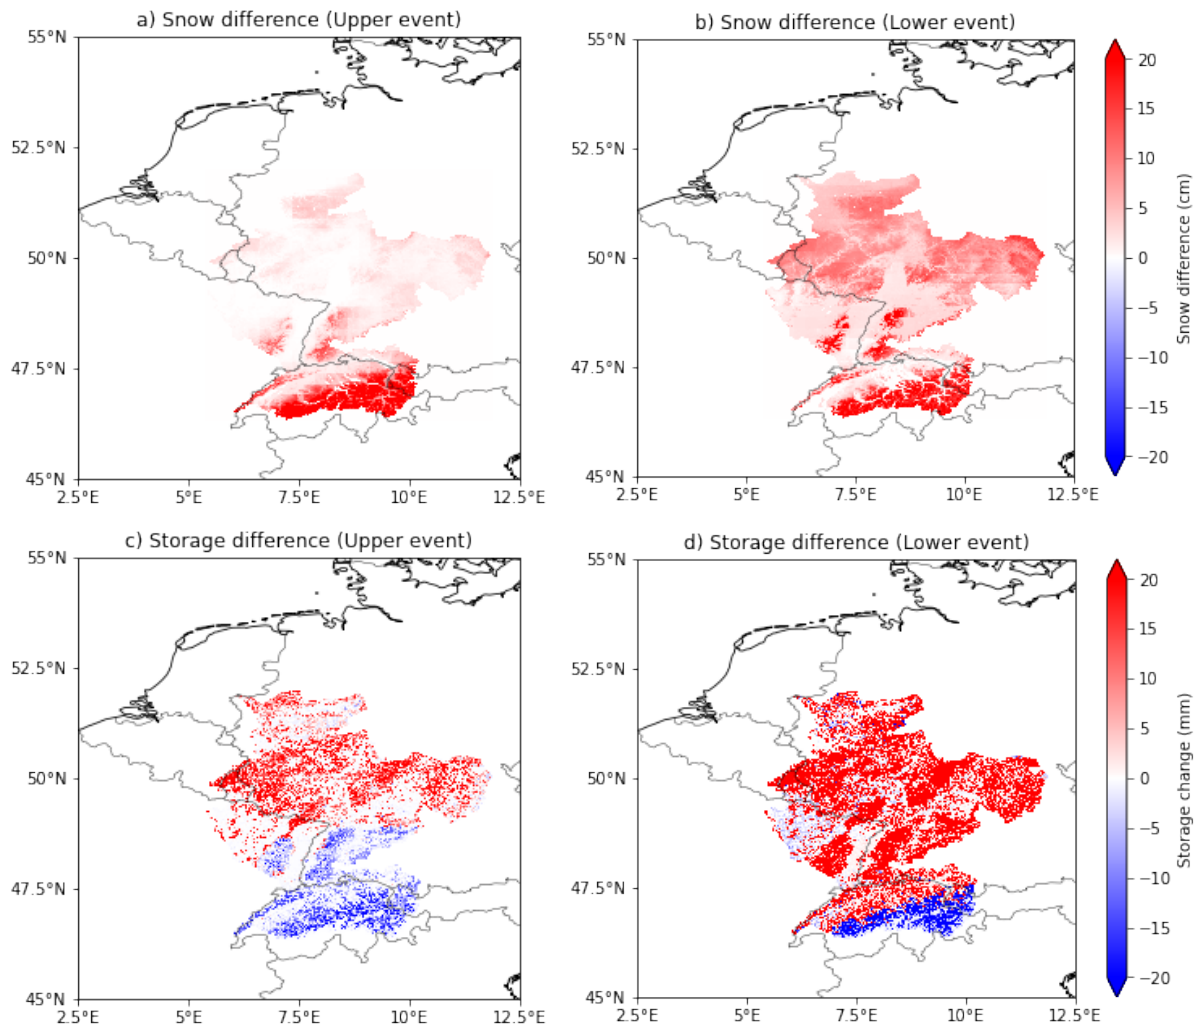 a) Snow difference (Upper event)
b) Snow difference (Lower event)
55°N
52.5°N
50°N
47.5°N
45°N
2.5°E
5°E
7.5°E
10°E
12.5°E
55°N
52.5°N
50°N
47.5°N
45°N
2.5°E
5°E
7.5°E
10°E
12.5°E
20
15
10
5
0
−5
−10
−15
−20
Snow difference (cm)
c) Storage difference (Upper event)
d) Storage difference (Lower event)
55°N
52.5°N
50°N
47.5°N
45°N
2.5°E
5°E
7.5°E
10°E
12.5°E
55°N
52.5°N
50°N
47.5°N
45°N
2.5°E
5°E
7.5°E
10°E
12.5°E
20
15
10
5
0
−5
−10
−15
−20
Storage change (mm)